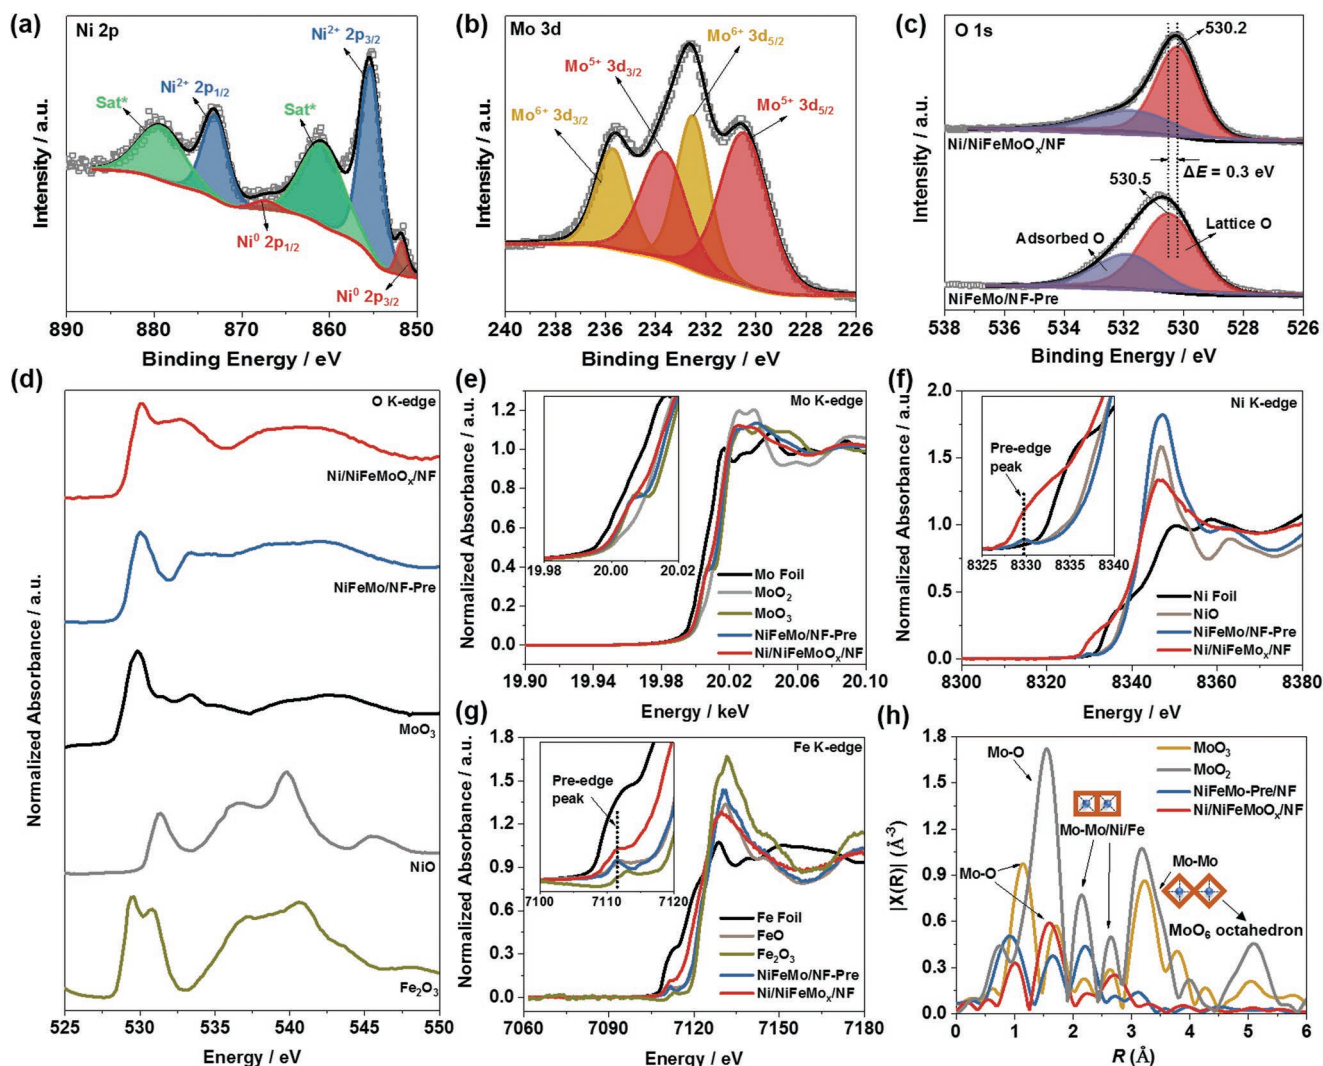 (a)
Ni 2p
Ni²⁺ 2p₃/₂
Ni²⁺ 2p₁/₂
Sat*
Sat*
Ni⁰ 2p₁/₂
Ni⁰ 2p₃/₂
Intensity / a.u.
890 880 870 860 850
Binding Energy / eV
(b)
Mo 3d
Mo⁶⁺ 3d₅/₂
Mo⁵⁺ 3d₃/₂
Mo⁶⁺ 3d₃/₂
Mo⁵⁺ 3d₅/₂
Intensity / a.u.
240 238 236 234 232 230 228 226
Binding Energy / eV
(c)
O 1s
530.2
Ni/NiFeMoOₓ/NF
ΔE = 0.3 eV
530.5
Adsorbed O
Lattice O
NiFeMo/NF-Pre
Intensity / a.u.
538 536 534 532 530 528 526
Binding Energy / eV
(d)
O K-edge
Ni/NiFeMoOₓ/NF
NiFeMo/NF-Pre
MoO₃
NiO
Fe₂O₃
Normalized Absorbance / a.u.
525 530 535 540 545 550
Energy / eV
(e)
Mo K-edge
1.2
1.0
0.8
0.6
0.4
0.2
0.0
19.98 20.00 20.02
Mo Foil
MoO₂
MoO₃
NiFeMo/NF-Pre
Ni/NiFeMoOₓ/NF
Normalized Absorbance / a.u.
19.90 19.94 19.98 20.02 20.06 20.10
Energy / keV
(f)
Ni K-edge
2.0
1.5
1.0
0.5
0.0
Pre-edge
peak
8325 8330 8335 8340
Ni Foil
NiO
NiFeMo/NF-Pre
Ni/NiFeMoₓ/NF
Normalized Absorbance / a.u.
8300 8320 8340 8360 8380
Energy / eV
(g)
Fe K-edge
1.8
1.5
1.2
0.9
0.6
0.3
0.0
Pre-edge
peak
7100 7110 7120
Fe Foil
FeO
Fe₂O₃
NiFeMo/NF-Pre
Ni/NiFeMoₓ/NF
Normalized Absorbance / a.u.
7060 7090 7120 7150 7180
Energy / eV
(h)
1.8
1.5
1.2
0.9
0.6
0.3
0.0
Mo-O
MoO₃
MoO₂
NiFeMo-Pre/NF
Ni/NiFeMoOₓ/NF
Mo-Mo/Ni/Fe
Mo-O
Mo-Mo
MoO₆ octahedron
|X(R)| (Å⁻³)
0 1 2 3 4 5 6
R (Å)